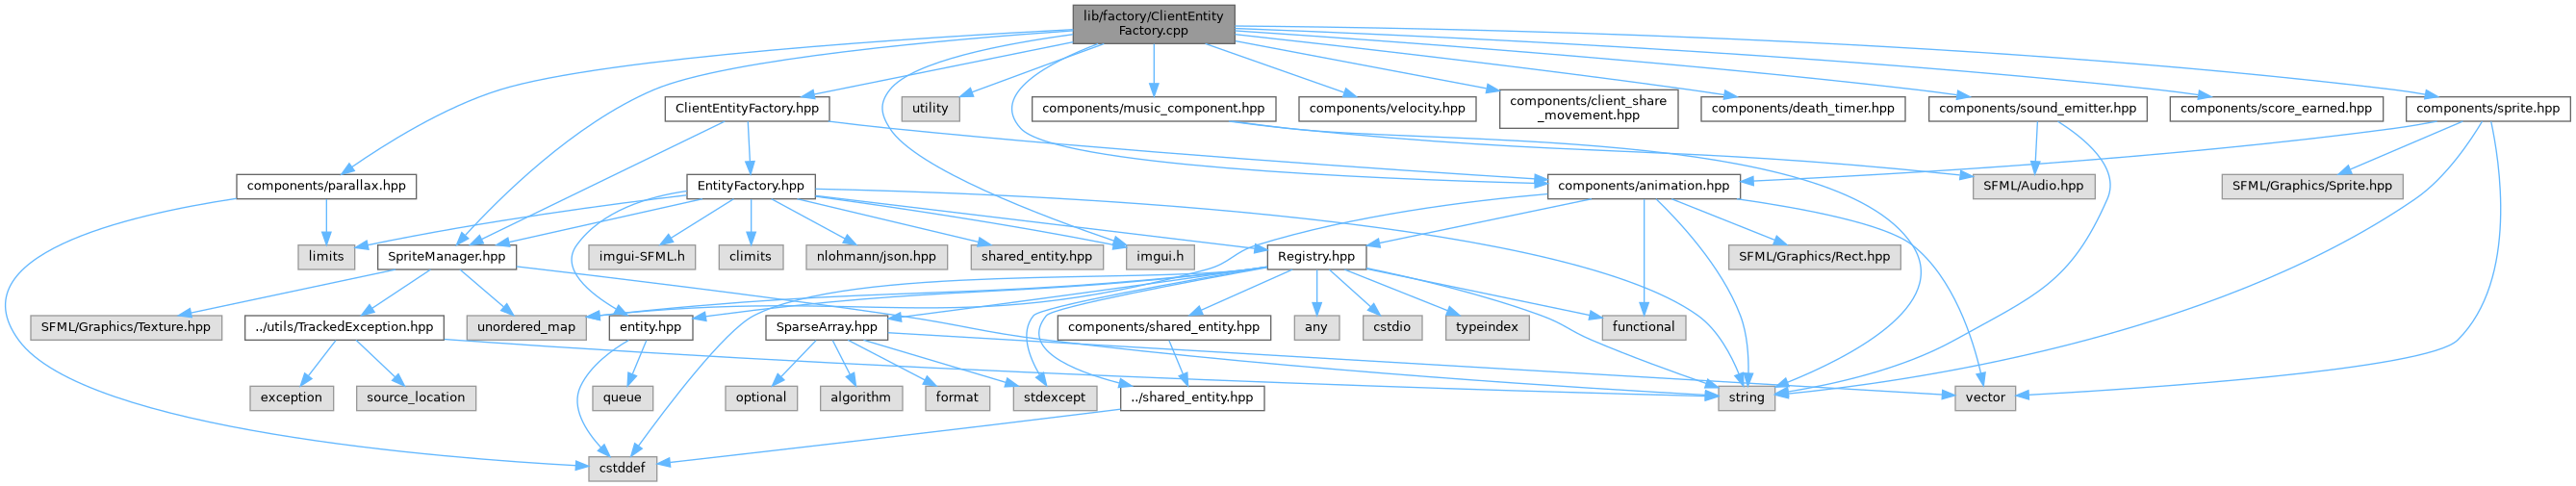 lib/factory/ClientEntity
Factory.cpp
ClientEntityFactory.hpp
utility
components/music_component.hpp
components/velocity.hpp
components/client_share
_movement.hpp
components/death_timer.hpp
components/sound_emitter.hpp
components/score_earned.hpp
components/sprite.hpp
components/parallax.hpp
EntityFactory.hpp
components/animation.hpp
SFML/Audio.hpp
SFML/Graphics/Sprite.hpp
limits
SpriteManager.hpp
imgui-SFML.h
climits
nlohmann/json.hpp
shared_entity.hpp
imgui.h
Registry.hpp
SFML/Graphics/Rect.hpp
SFML/Graphics/Texture.hpp
../utils/TrackedException.hpp
unordered_map
entity.hpp
SparseArray.hpp
components/shared_entity.hpp
any
cstdio
typeindex
functional
exception
source_location
queue
optional
algorithm
format
stdexcept
../shared_entity.hpp
string
vector
cstddef